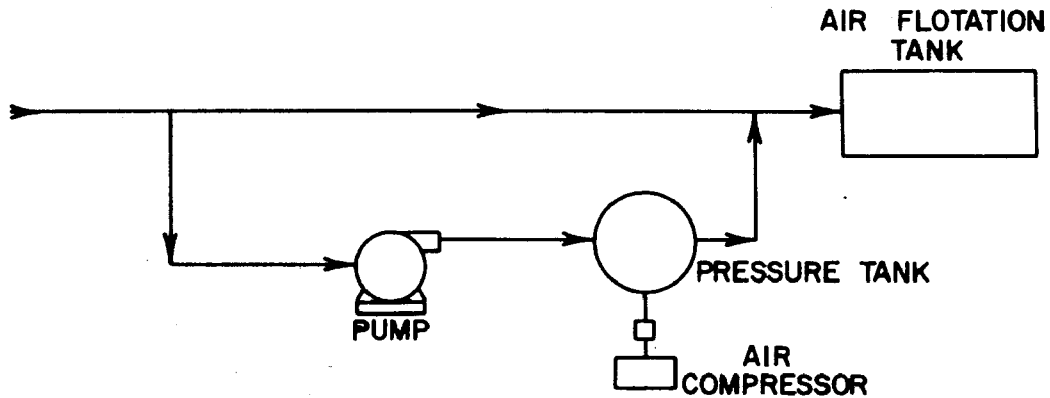 AIR FLOTATION
TANK
PRESSURE TANK
PUMP
AIR
COMPRESSOR